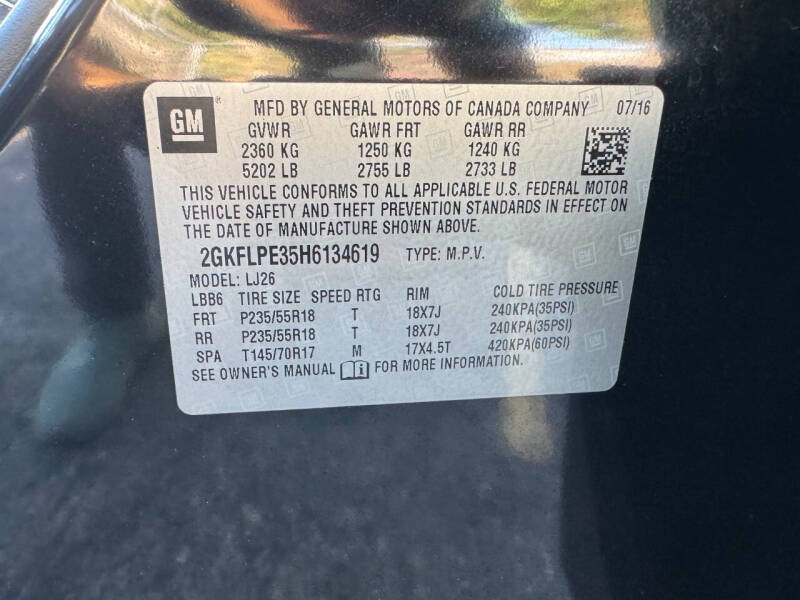 GM ® MFD BY GENERAL MOTORS OF CANADA COMPANY 07/16
GVWR GAWR FRT GAWR RR
2360 KG 1250 KG 1240 KG
5202 LB 2755 LB 2733 LB
THIS VEHICLE CONFORMS TO ALL APPLICABLE U.S. FEDERAL MOTOR
VEHICLE SAFETY AND THEFT PREVENTION STANDARDS IN EFFECT ON
THE DATE OF MANUFACTURE SHOWN ABOVE.
2GKFLPE35H6134619 TYPE: M.P.V.
MODEL: LJ26
LBB6 TIRE SIZE SPEED RTG RIM COLD TIRE PRESSURE
FRT P235/55R18 T 18X7J 240KPA(35PSI)
RR P235/55R18 T 18X7J 240KPA(35PSI)
SPA T145/70R17 M 17X4.5T 420KPA(60PSI)
SEE OWNER'S MANUAL FOR MORE INFORMATION.